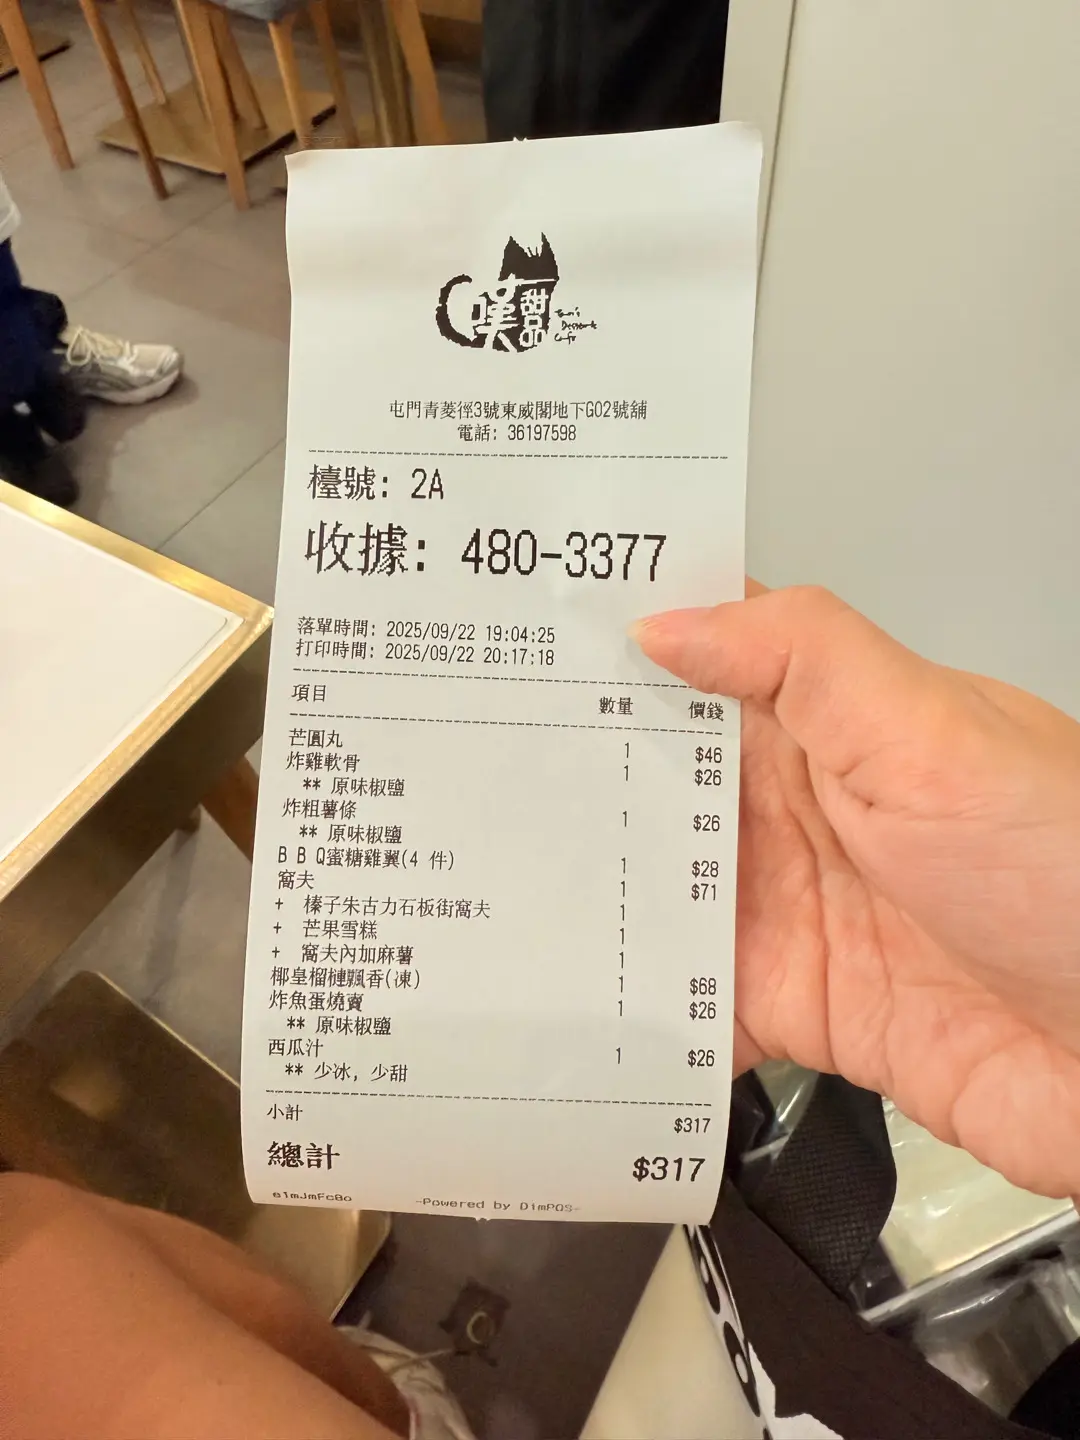 嘆甜品
屯門青菱徑3號東威閣地下G02號舖
電話: 36197598
檯號: 2A
收據: 480-3377
落單時間: 2025/09/22 19:04:25
打印時間: 2025/09/22 20:17:18
項目 數量 價錢
芒圓丸 1 $46
炸雞軟骨 1 $26
** 原味椒鹽
炸粗薯條 1 $26
** 原味椒鹽
B B Q蜜糖雞翼(4 件) 1 $28
窩夫 1 $71
+ 榛子朱古力石板街窩夫 1
+ 芒果雪糕 1
+ 窩夫內加麻薯 1
椰皇榴槤飄香(凍) 1 $68
炸魚蛋燒賣 1 $26
** 原味椒鹽
西瓜汁 1 $26
** 少冰, 少甜
小計 $317
總計 $317
e1mJmFc8o -Powered by DimPOS-